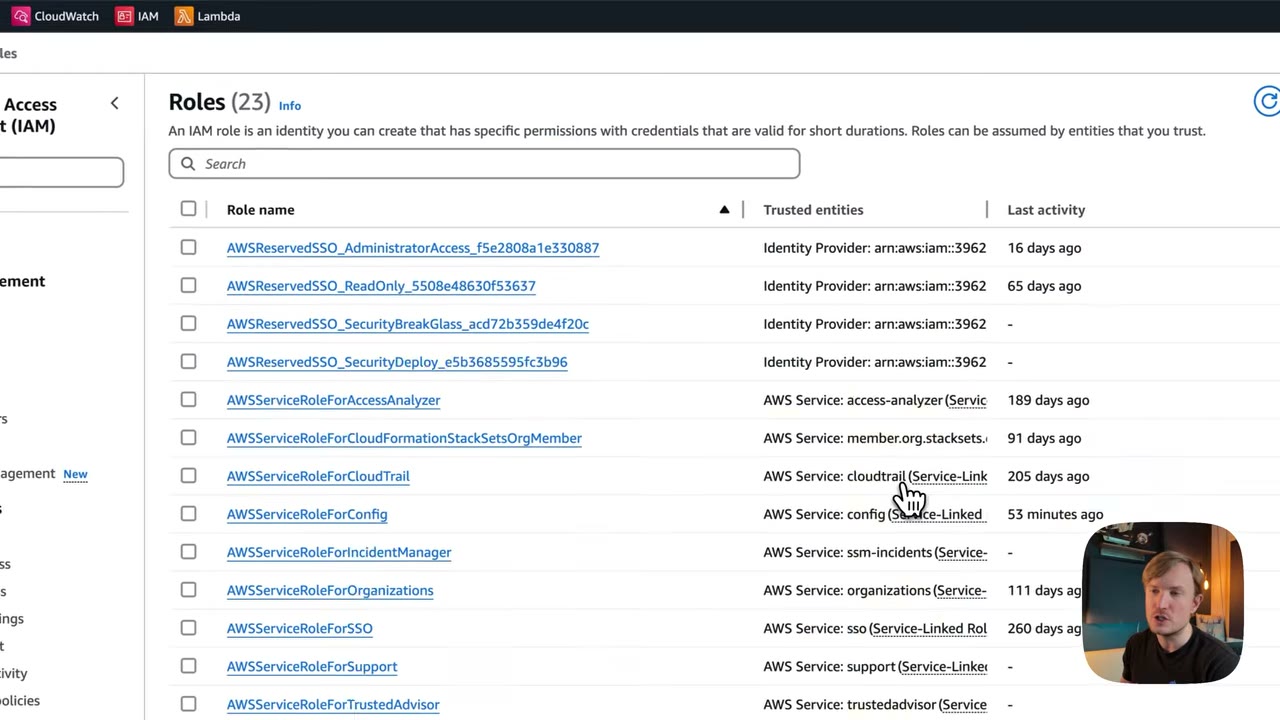 CloudWatch IAM Lambda
les
Access
t (IAM)
ement
rs
agement New
s
ss
s
ings
t
tivity
policies
Roles (23) Info
An IAM role is an identity you can create that has specific permissions with credentials that are valid for short durations. Roles can be assumed by entities that you trust.
Search
Role name Trusted entities Last activity
AWSReservedSSO_AdministratorAccess_f5e2808a1e330887 Identity Provider: arn:aws:iam::3962 16 days ago
AWSReservedSSO_ReadOnly_5508e48630f53637 Identity Provider: arn:aws:iam::3962 65 days ago
AWSReservedSSO_SecurityBreakGlass_acd72b359de4f20c Identity Provider: arn:aws:iam::3962 -
AWSReservedSSO_SecurityDeploy_e5b3685595fc3b96 Identity Provider: arn:aws:iam::3962 -
AWSServiceRoleForAccessAnalyzer AWS Service: access-analyzer (Servic 189 days ago
AWSServiceRoleForCloudFormationStackSetsOrgMember AWS Service: member.org.stacksets. 91 days ago
AWSServiceRoleForCloudTrail AWS Service: cloudtrail (Service-Link 205 days ago
AWSServiceRoleForConfig AWS Service: config (Service-Linked 53 minutes ago
AWSServiceRoleForIncidentManager AWS Service: ssm-incidents (Service- -
AWSServiceRoleForOrganizations AWS Service: organizations (Service- 111 days ag
AWSServiceRoleForSSO AWS Service: sso (Service-Linked Rol 260 days ag
AWSServiceRoleForSupport AWS Service: support (Service-Linked -
AWSServiceRoleForTrustedAdvisor AWS Service: trustedadvisor (Service -